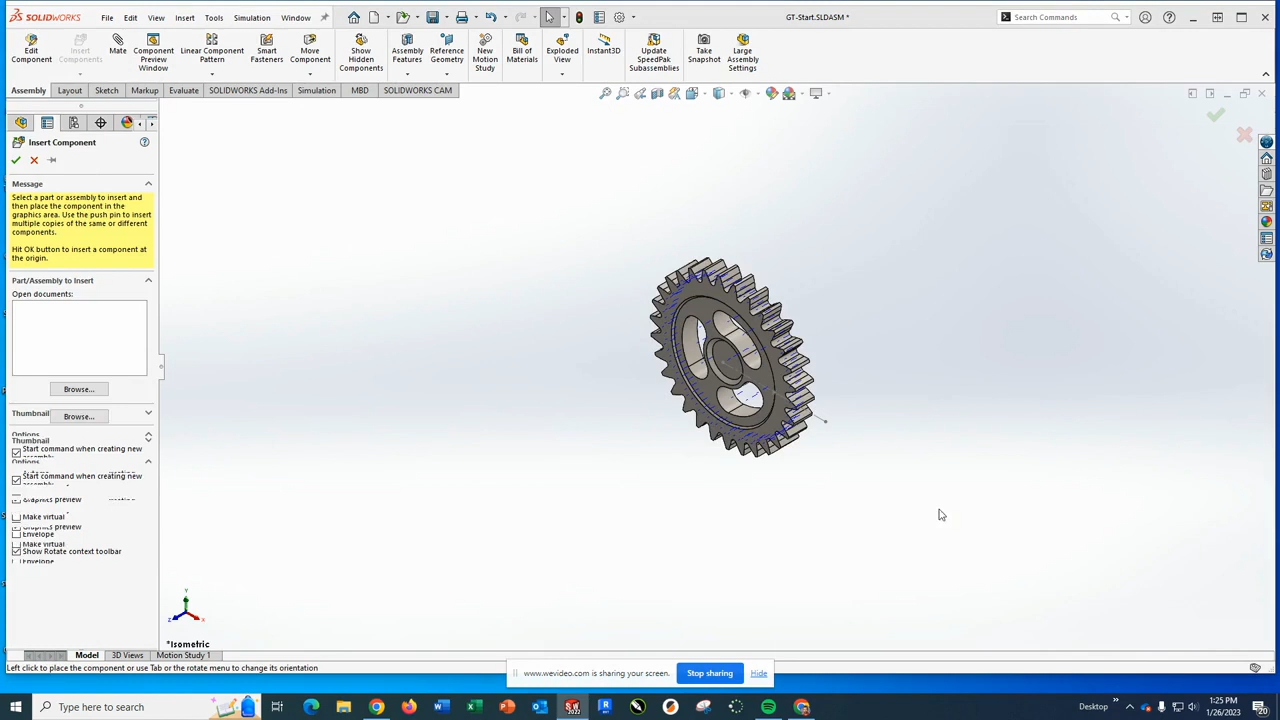 SOLIDWORKS File Edit View Insert Tools Simulation Window GT-Start.SLDASM * Search Commands
Edit Component
Insert Components
Mate
Component Preview Window
Linear Component Pattern
Smart Fasteners
Move Component
Show Hidden Components
Assembly Features
Reference Geometry
New Motion Study
Bill of Materials
Exploded View
Instant3D
Update SpeedPak Subassemblies
Take Snapshot
Large Assembly Settings
Assembly Layout Sketch Markup Evaluate SOLIDWORKS Add-Ins Simulation MBD SOLIDWORKS CAM
Insert Component
Message
Select a part or assembly to insert and
then place the component in the
graphics area. Use the push pin to insert
multiple copies of the same or different
components.
Hit OK button to insert a component at
the origin.
Part/Assembly to Insert
Open documents:
Browse...
Thumbnail Browse...
Options
Thumbnail
Start command when creating new
assembly
Options
Start command when creating new
assembly
Graphics preview
Make virtual
Graphics preview
Envelope
Make virtual
Show Rotate context toolbar
Envelope
Y
Z X
*Isometric
Model 3D Views Motion Study 1
Left click to place the component or use Tab or the rotate menu to change its orientation
www.wevideo.com is sharing your screen. Stop sharing Hide
Type here to search
Desktop
1:25 PM
1/26/2023
20